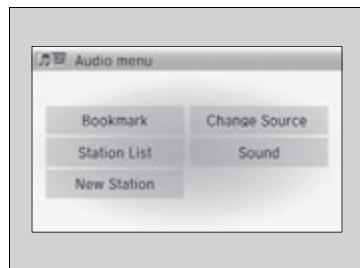 Audio menu
Bookmark
Change Source
Station List
Sound
New Station